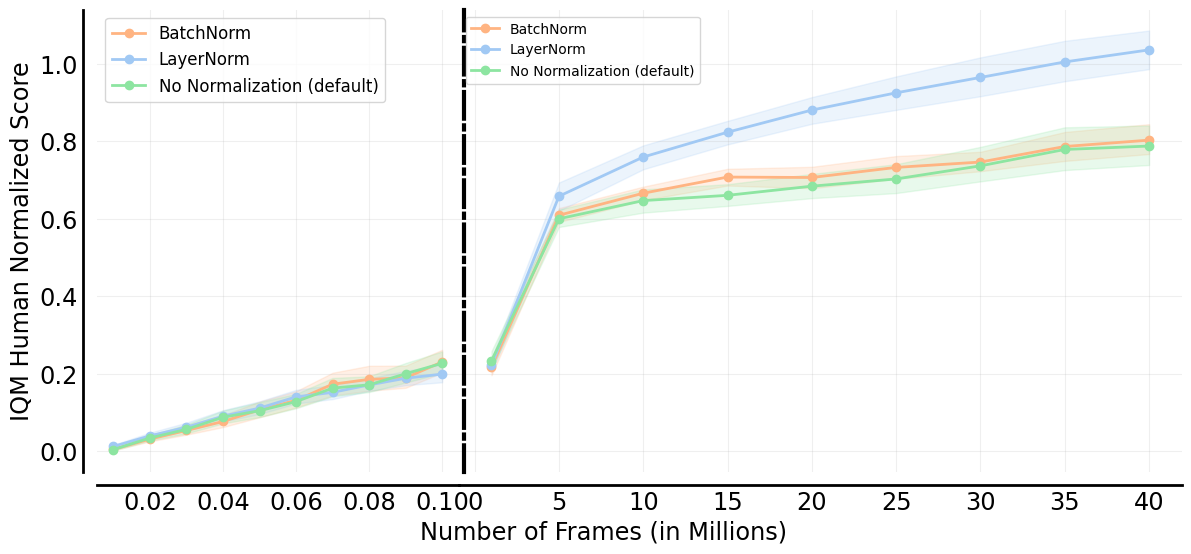 BatchNorm
LayerNorm
No Normalization (default)
BatchNorm
LayerNorm
No Normalization (default)
IQM Human Normalized Score
1.0
0.8
0.6
0.4
0.2
0.0
0.02 0.04 0.06 0.08 0.10 0 5 10 15 20 25 30 35 40
Number of Frames (in Millions)